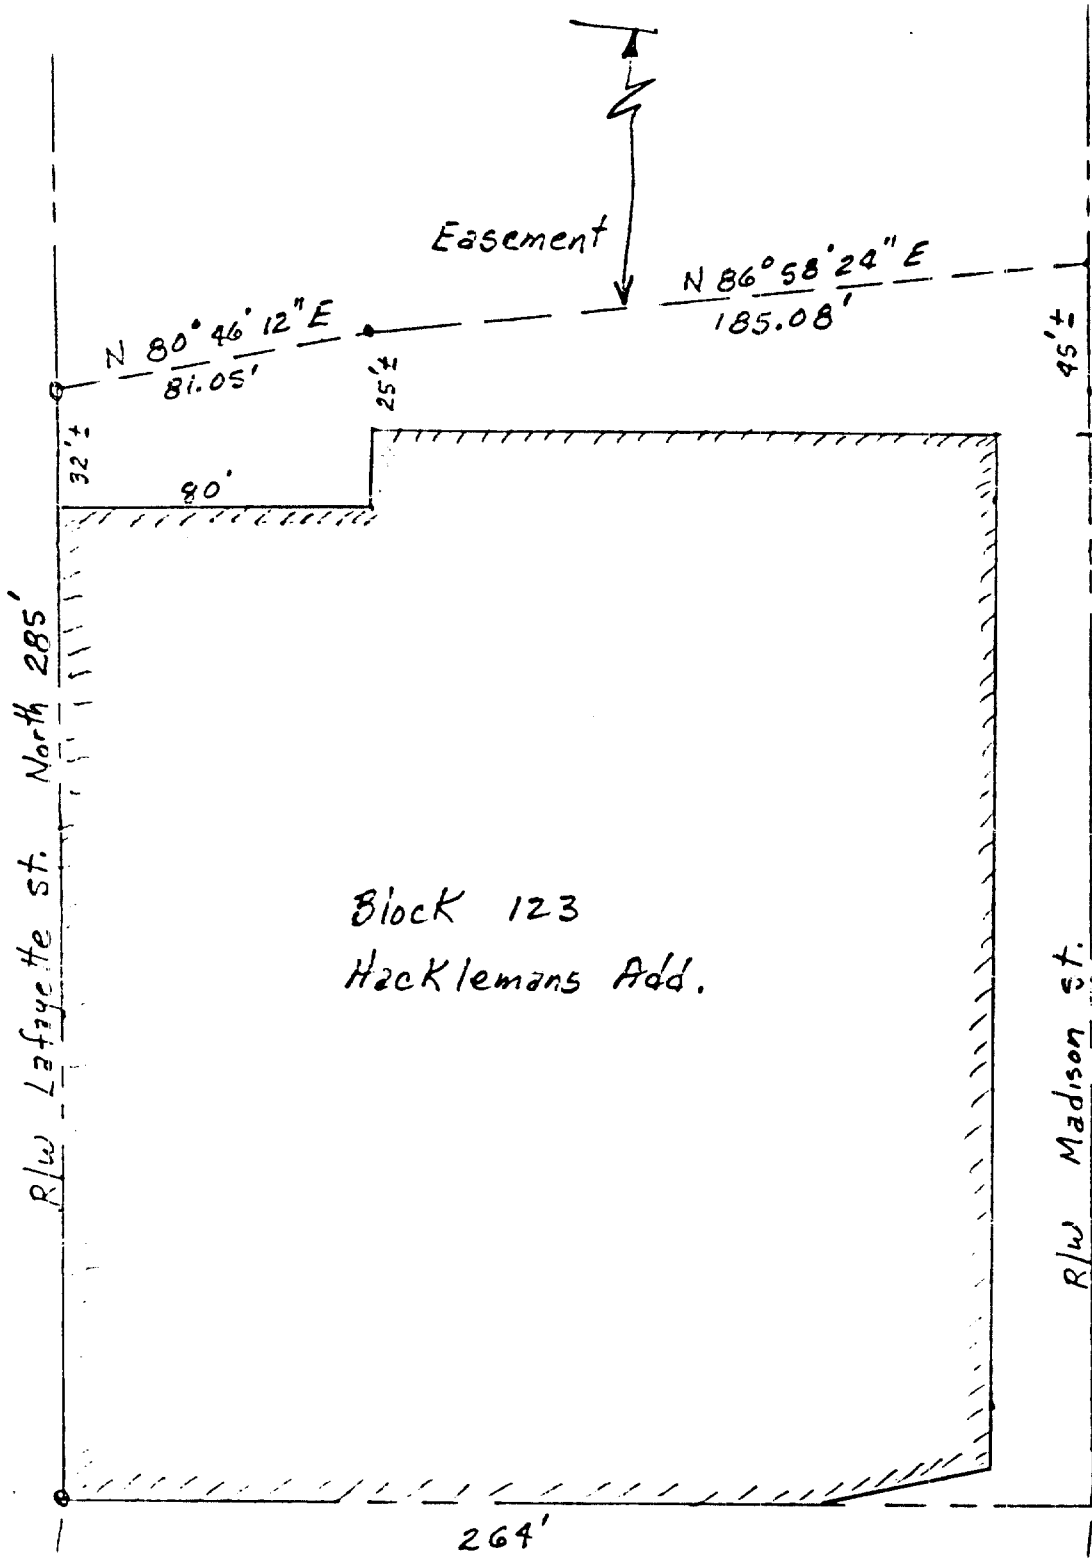 Easement
N 86° 58' 24" E
185.08'
N 80° 46' 12" E
81.05'
45'±
25'±
32'±
80'
R/W Lafayette st. North 285'
Block 123
Hacklemans Add.
R/W Madison st.
264'